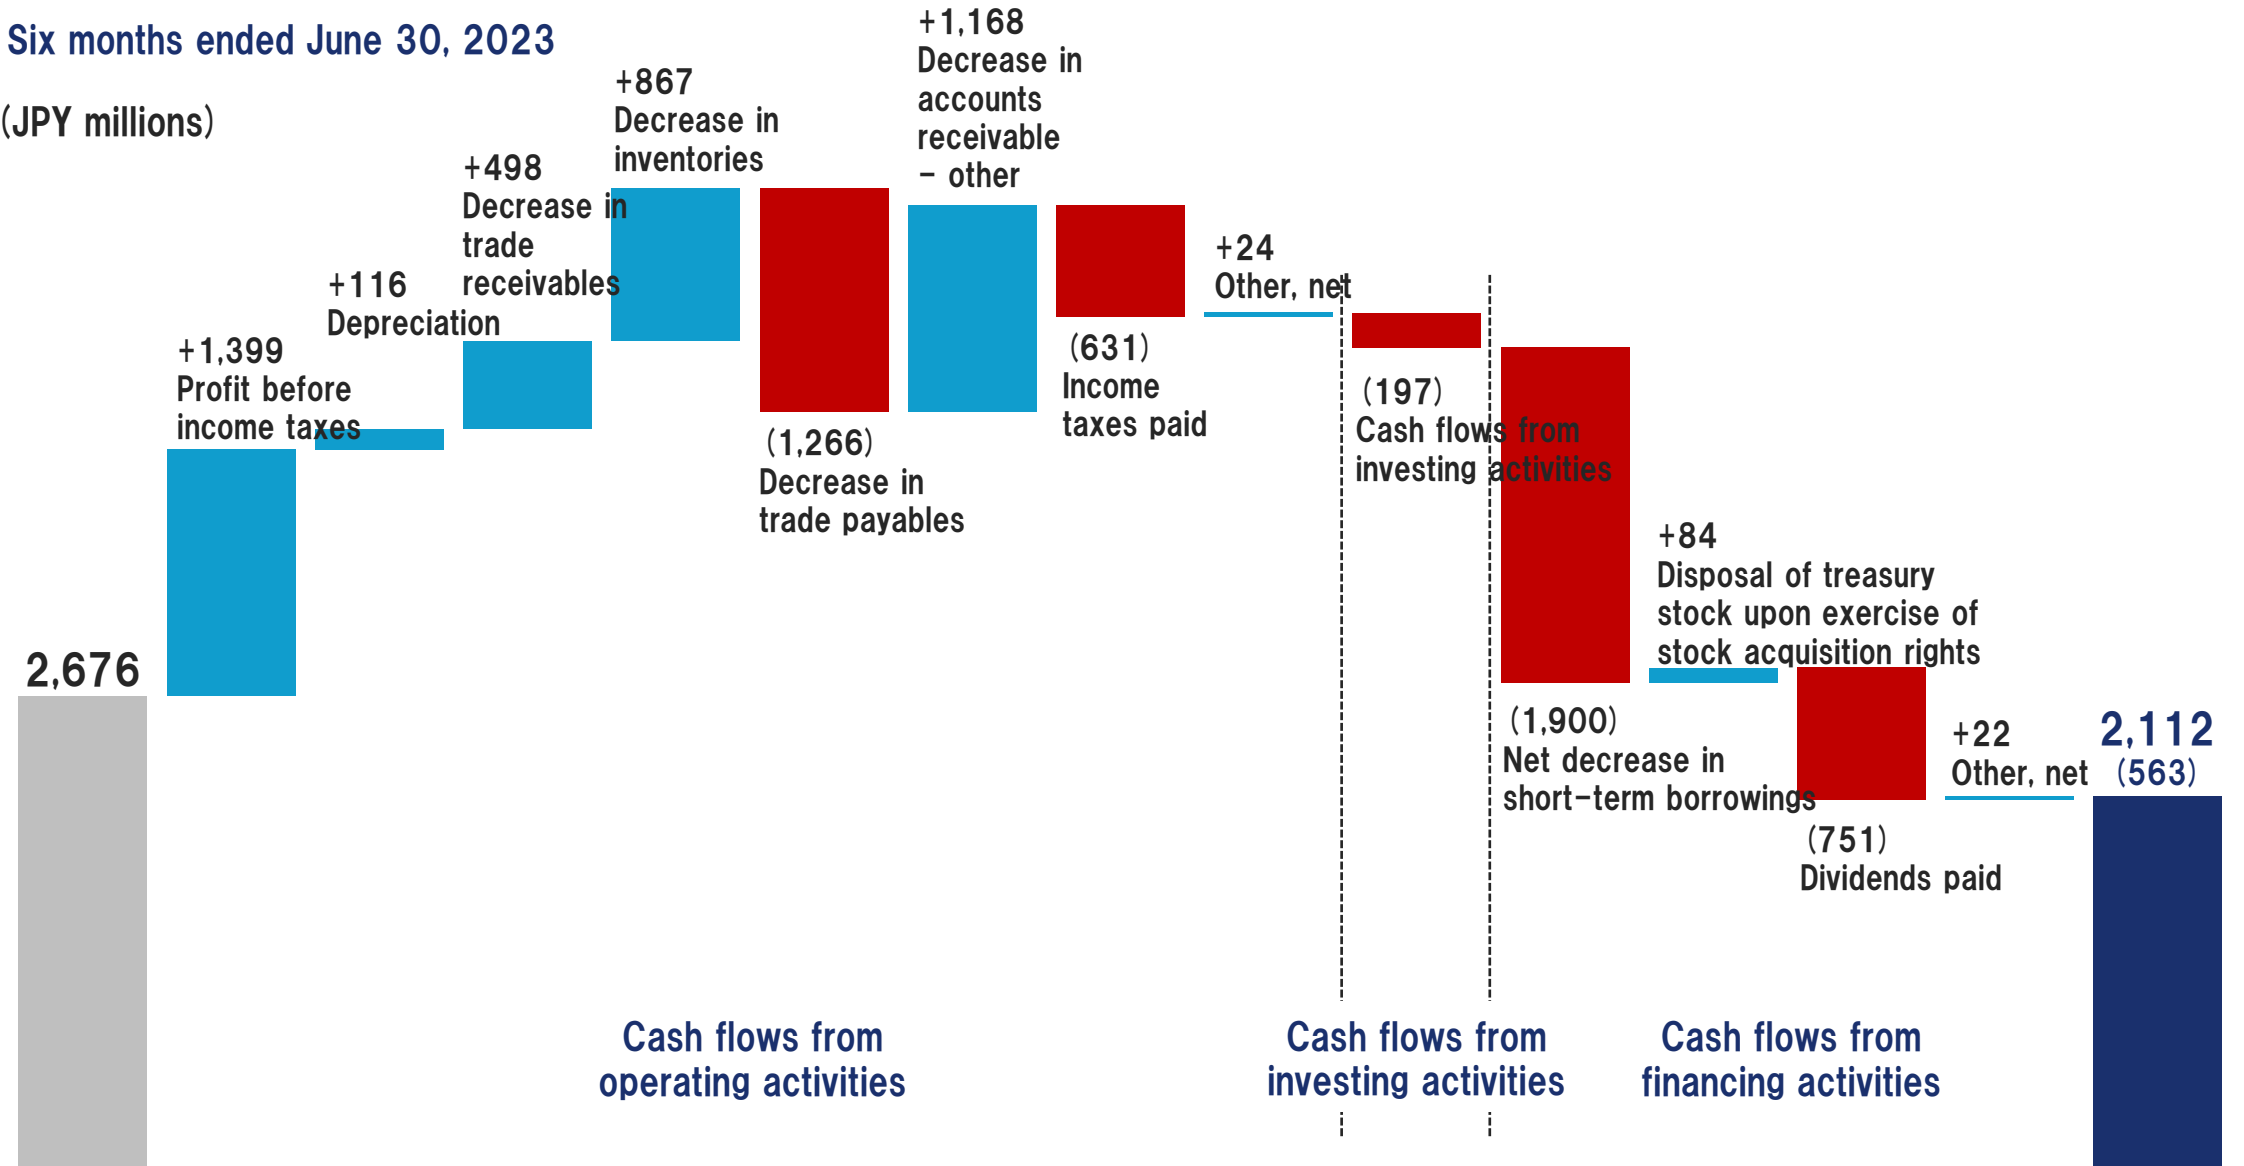 Six months ended June 30, 2023
(JPY millions)
2,676
+1,399
Profit before
income taxes
+116
Depreciation
+498
Decrease in
trade
receivables
+867
Decrease in
inventories
(1,266)
Decrease in
trade payables
+1,168
Decrease in
accounts
receivable
- other
(631)
Income
taxes paid
+24
Other, net
(197)
Cash flows from
investing activities
(1,900)
Net decrease in
short-term borrowings
+84
Disposal of treasury
stock upon exercise of
stock acquisition rights
(751)
Dividends paid
+22
Other, net
2,112
(563)
Cash flows from
operating activities
Cash flows from
investing activities
Cash flows from
financing activities